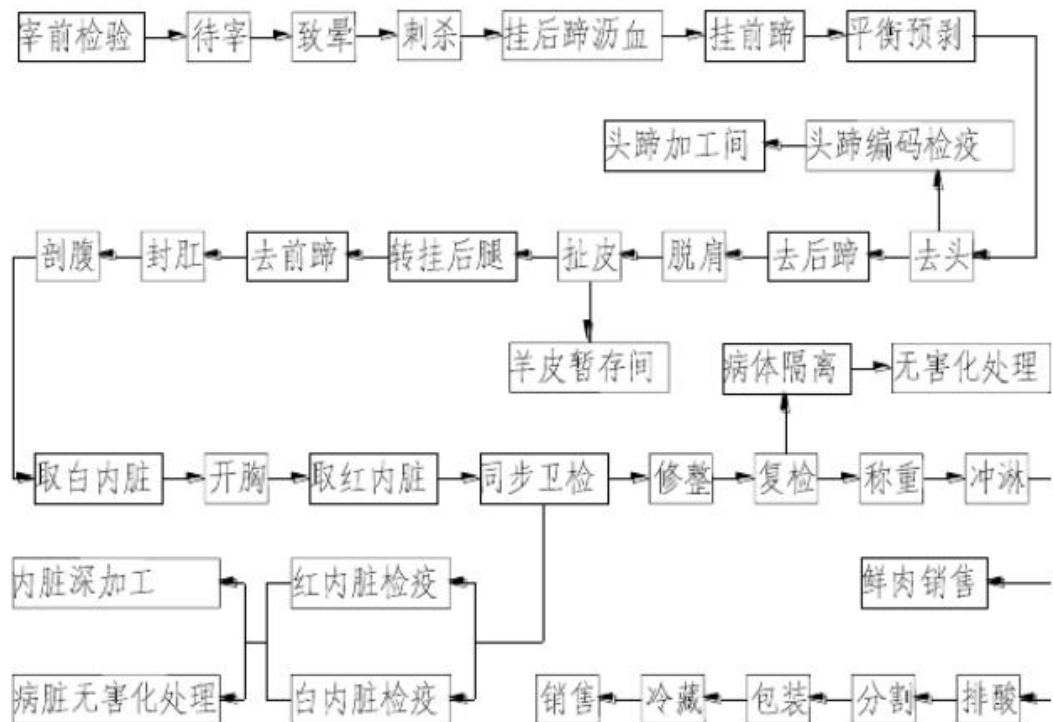 宰前检验
待宰
致晕
刺杀
挂后蹄沥血
挂前蹄
平衡预剥
头蹄加工间
头蹄编码检疫
剖腹
封肛
去前蹄
转挂后腿
扯皮
脱肩
去后蹄
去头
羊皮暂存间
病体隔离
无害化处理
取白内脏
开胸
取红内脏
同步卫检
修整
复检
称重
冲淋
内脏深加工
红内脏检疫
鲜肉销售
病脏无害化处理
白内脏检疫
销售
冷藏
包装
分割
排酸